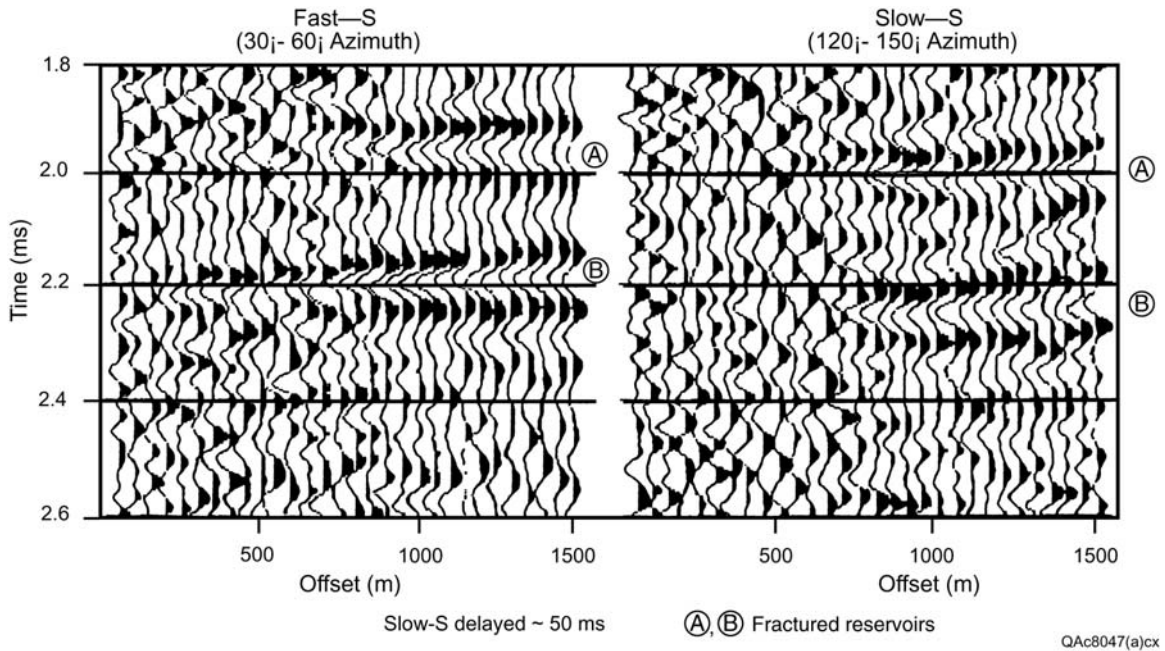 Fast—S
(30¡- 60¡ Azimuth)
Slow—S
(120¡- 150¡ Azimuth)
Time (ms)
1.8
2.0
2.2
2.4
2.6
A
B
A
B
500
1000
1500
500
1000
1500
Offset (m)
Offset (m)
Slow-S delayed ~ 50 ms
A, B Fractured reservoirs
QAc8047(a)cx